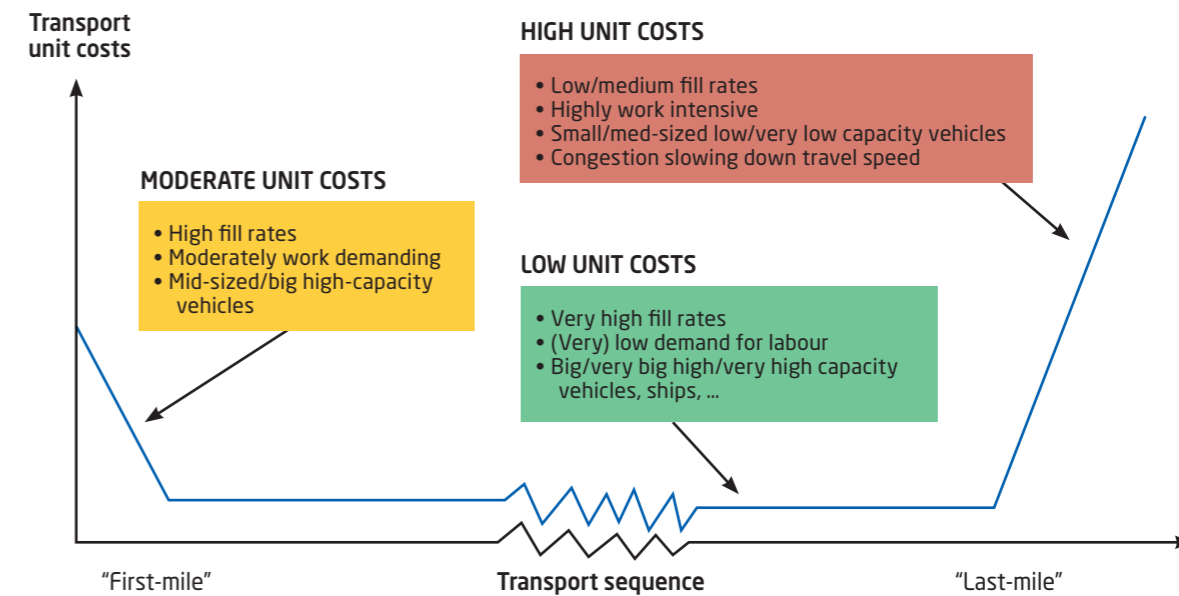 Transport
unit costs
HIGH UNIT COSTS
• Low/medium fill rates
• Highly work intensive
• Small/med-sized low/very low capacity vehicles
• Congestion slowing down travel speed
MODERATE UNIT COSTS
• High fill rates
• Moderately work demanding
• Mid-sized/big high-capacity
vehicles
LOW UNIT COSTS
• Very high fill rates
• (Very) low demand for labour
• Big/very big high/very high capacity
vehicles, ships, ...
“First-mile”
Transport sequence
“Last-mile”